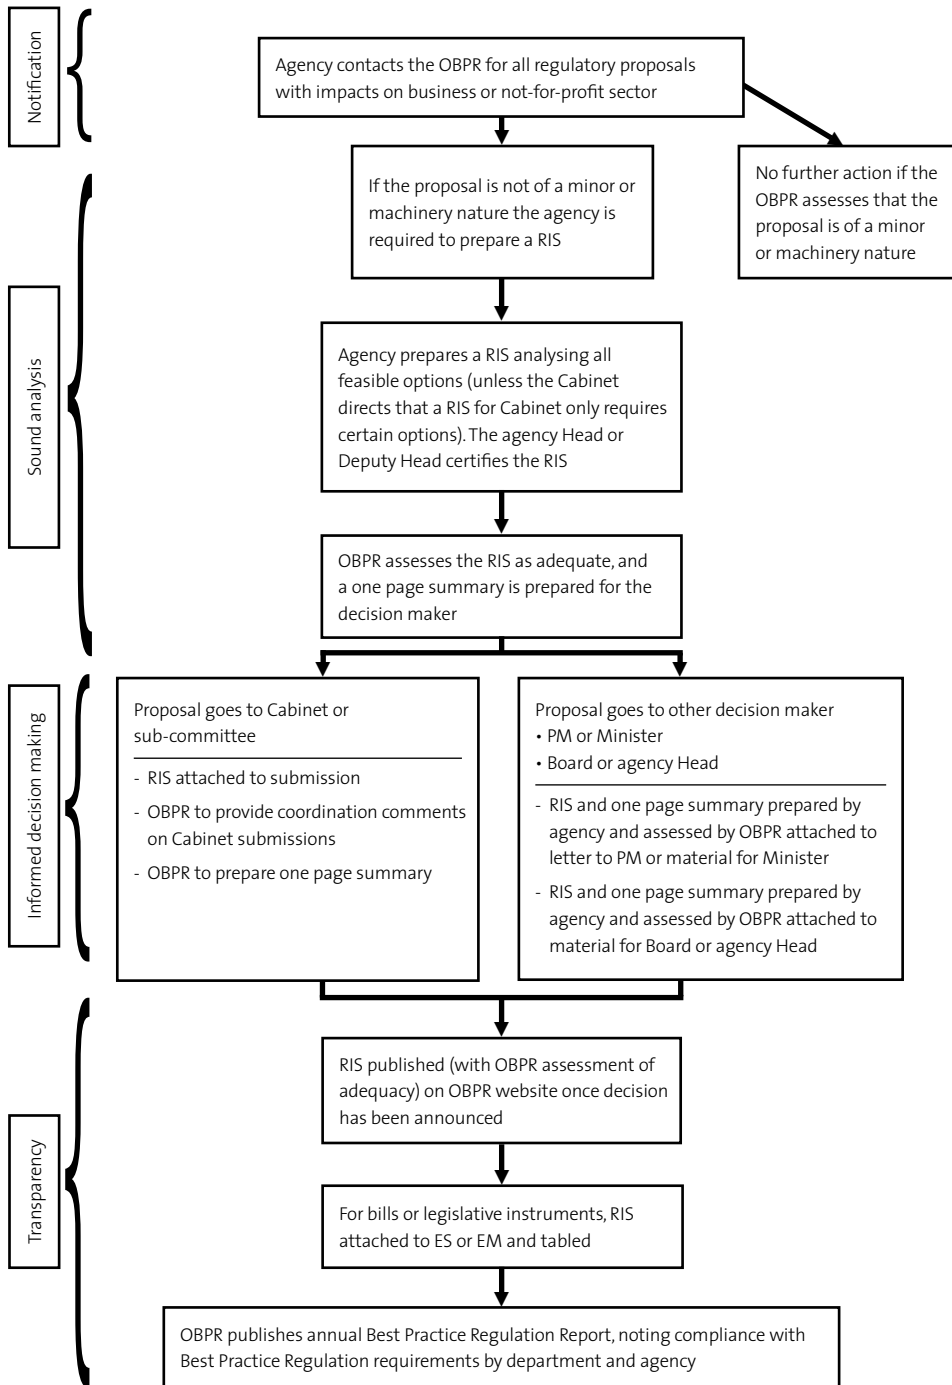 Notification
Agency contacts the OBPR for all regulatory proposals
with impacts on business or not-for-profit sector
If the proposal is not of a minor or
machinery nature the agency is
required to prepare a RIS
No further action if the
OBPR assesses that the
proposal is of a minor
or machinery nature
Sound analysis
Agency prepares a RIS analysing all
feasible options (unless the Cabinet
directs that a RIS for Cabinet only requires
certain options). The agency Head or
Deputy Head certifies the RIS
OBPR assesses the RIS as adequate, and
a one page summary is prepared for the
decision maker
Informed decision making
Proposal goes to Cabinet or
sub-committee
- RIS attached to submission
- OBPR to provide coordination comments
on Cabinet submissions
- OBPR to prepare one page summary
Proposal goes to other decision maker
• PM or Minister
• Board or agency Head
- RIS and one page summary prepared by
agency and assessed by OBPR attached to
letter to PM or material for Minister
- RIS and one page summary prepared by
agency and assessed by OBPR attached to
material for Board or agency Head
Transparency
RIS published (with OBPR assessment of
adequacy) on OBPR website once decision
has been announced
For bills or legislative instruments, RIS
attached to ES or EM and tabled
OBPR publishes annual Best Practice Regulation Report, noting compliance with
Best Practice Regulation requirements by department and agency